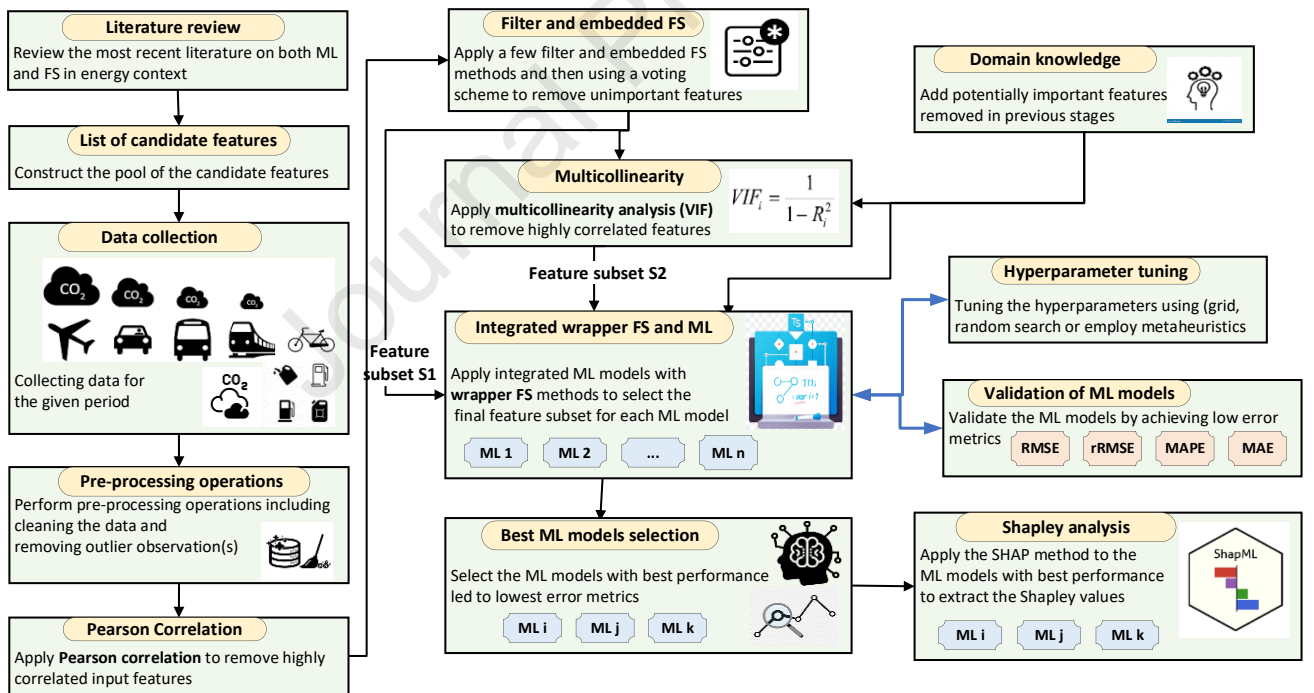 Literature review
Review the most recent literature on both ML
and FS in energy context
List of candidate features
Construct the pool of the candidate features
Data collection
CO2
CO2
CO2
CO2
Collecting data for
the given period
CO2
Pre-processing operations
Perform pre-processing operations including
cleaning the data and
removing outlier observation(s)
Pearson Correlation
Apply Pearson correlation to remove highly
correlated input features
Filter and embedded FS
Apply a few filter and embedded FS
methods and then using a voting
scheme to remove unimportant features
Domain knowledge
Add potentially important features
removed in previous stages
Multicollinearity
Apply multicollinearity analysis (VIF)
to remove highly correlated features
VIF_i = 1 / (1 − R_i^2)
Feature subset S2
Feature
subset S1
Integrated wrapper FS and ML
Apply integrated ML models with
wrapper FS methods to select the
final feature subset for each ML model
TS
ML 1 ML 2 ... ML n
Hyperparameter tuning
Tuning the hyperparameters using (grid,
random search or employ metaheuristics
Validation of ML models
Validate the ML models by achieving low error
metrics
RMSE rRMSE MAPE MAE
Best ML models selection
Select the ML models with best performance
led to lowest error metrics
ML i ML j ML k
Shapley analysis
Apply the SHAP method to the
ML models with best performance
to extract the Shapley values
ShapML
ML i ML j ML k